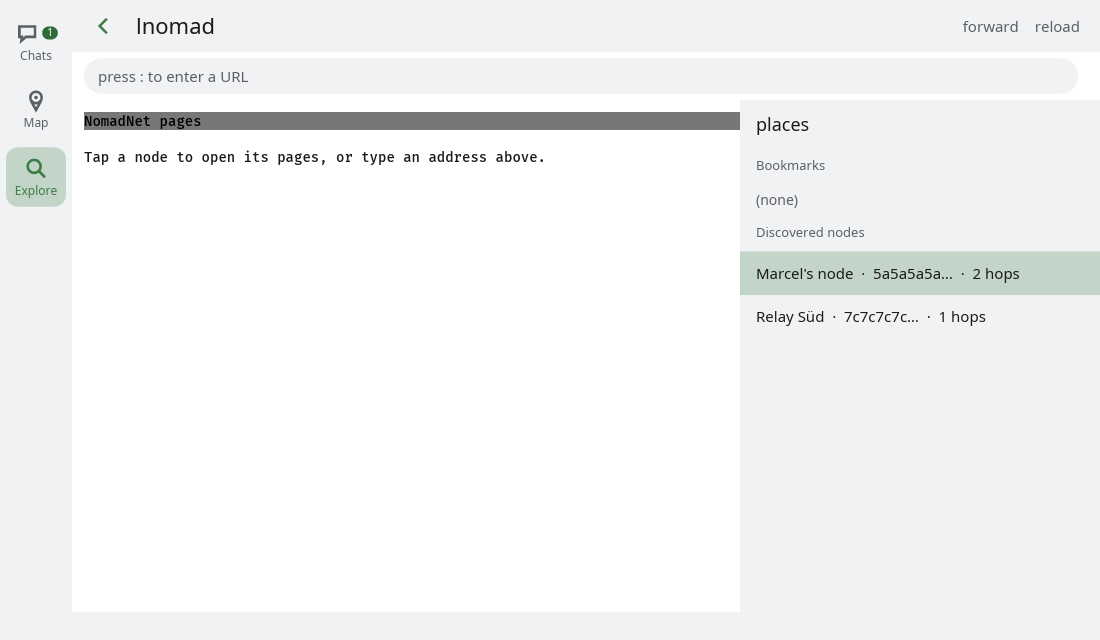 1
Chats
Map
Explore
lnomad
forward
reload
press : to enter a URL
NomadNet pages
Tap a node to open its pages, or type an address above.
places
Bookmarks
(none)
Discovered nodes
Marcel's node · 5a5a5a5a… · 2 hops
Relay Süd · 7c7c7c7c… · 1 hops